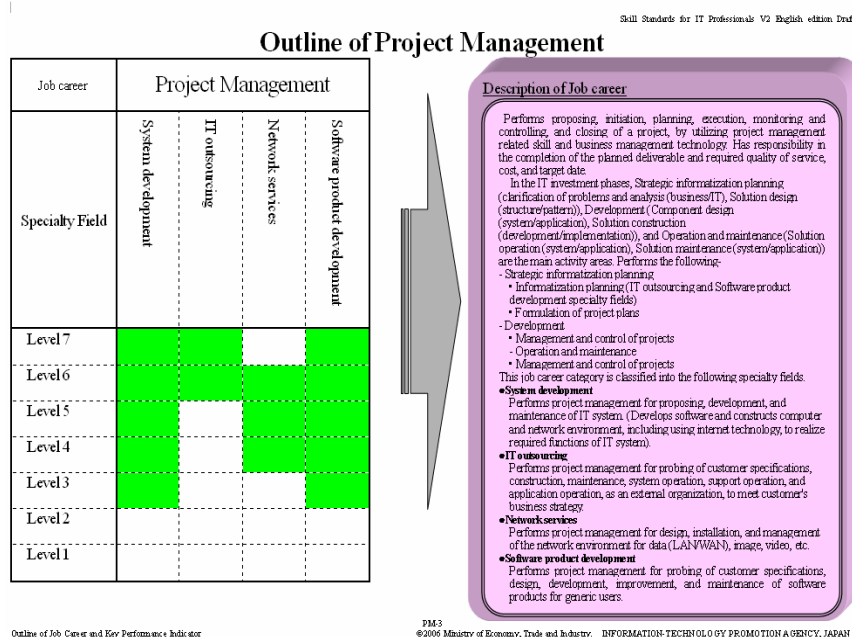 Skill Standards for IT Professionals V2 English edition Draf
Outline of Project Management
Job career
Project Management
Specialty Field
System development
IT outsourcing
Network services
Software product development
Level 7
Level 6
Level 5
Level 4
Level 3
Level 2
Level 1
Description of Job career
Performs proposing, initiation, planning, execution, monitoring and
controlling, and closing of a project, by utilizing project management
related skill and business management technology. Has responsibility in
the completion of the planned deliverable and required quality of service,
cost, and target date.
In the IT investment phases, Strategic informatization planning
(clarification of problems and analysis (business/IT), Solution design
(structure/pattern)), Development (Component design
(system/application), Solution construction
(development/implementation)), and Operation and maintenance (Solution
operation (system/application), Solution maintenance (system/application))
are the main activity areas. Performs the following-
- Strategic informatization planning
• Informatization planning (IT outsourcing and Software product
development specialty fields)
• Formulation of project plans
- Development
• Management and control of projects
- Operation and maintenance
• Management and control of projects
This job career category is classified into the following specialty fields.
●System development
Performs project management for proposing, development, and
maintenance of IT system. (Develops software and constructs computer
and network environment, including using internet technology, to realize
required functions of IT system).
●IT outsourcing
Performs project management for probing of customer specifications,
construction, maintenance, system operation, support operation, and
application operation, as an external organization, to meet customer's
business strategy.
●Network services
Performs project management for design, installation, and management
of the network environment for data (LAN/WAN), image, video, etc.
●Software product development
Performs project management for probing of customer specifications,
design, development, improvement, and maintenance of software
products for generic users.
PM-3
Outline of Job Career and Key Performance Indicator
©2006 Ministry of Economy, Trade and Industry. INFORMATION-TECHNOLOGY PROMOTION AGENCY, JAPAN